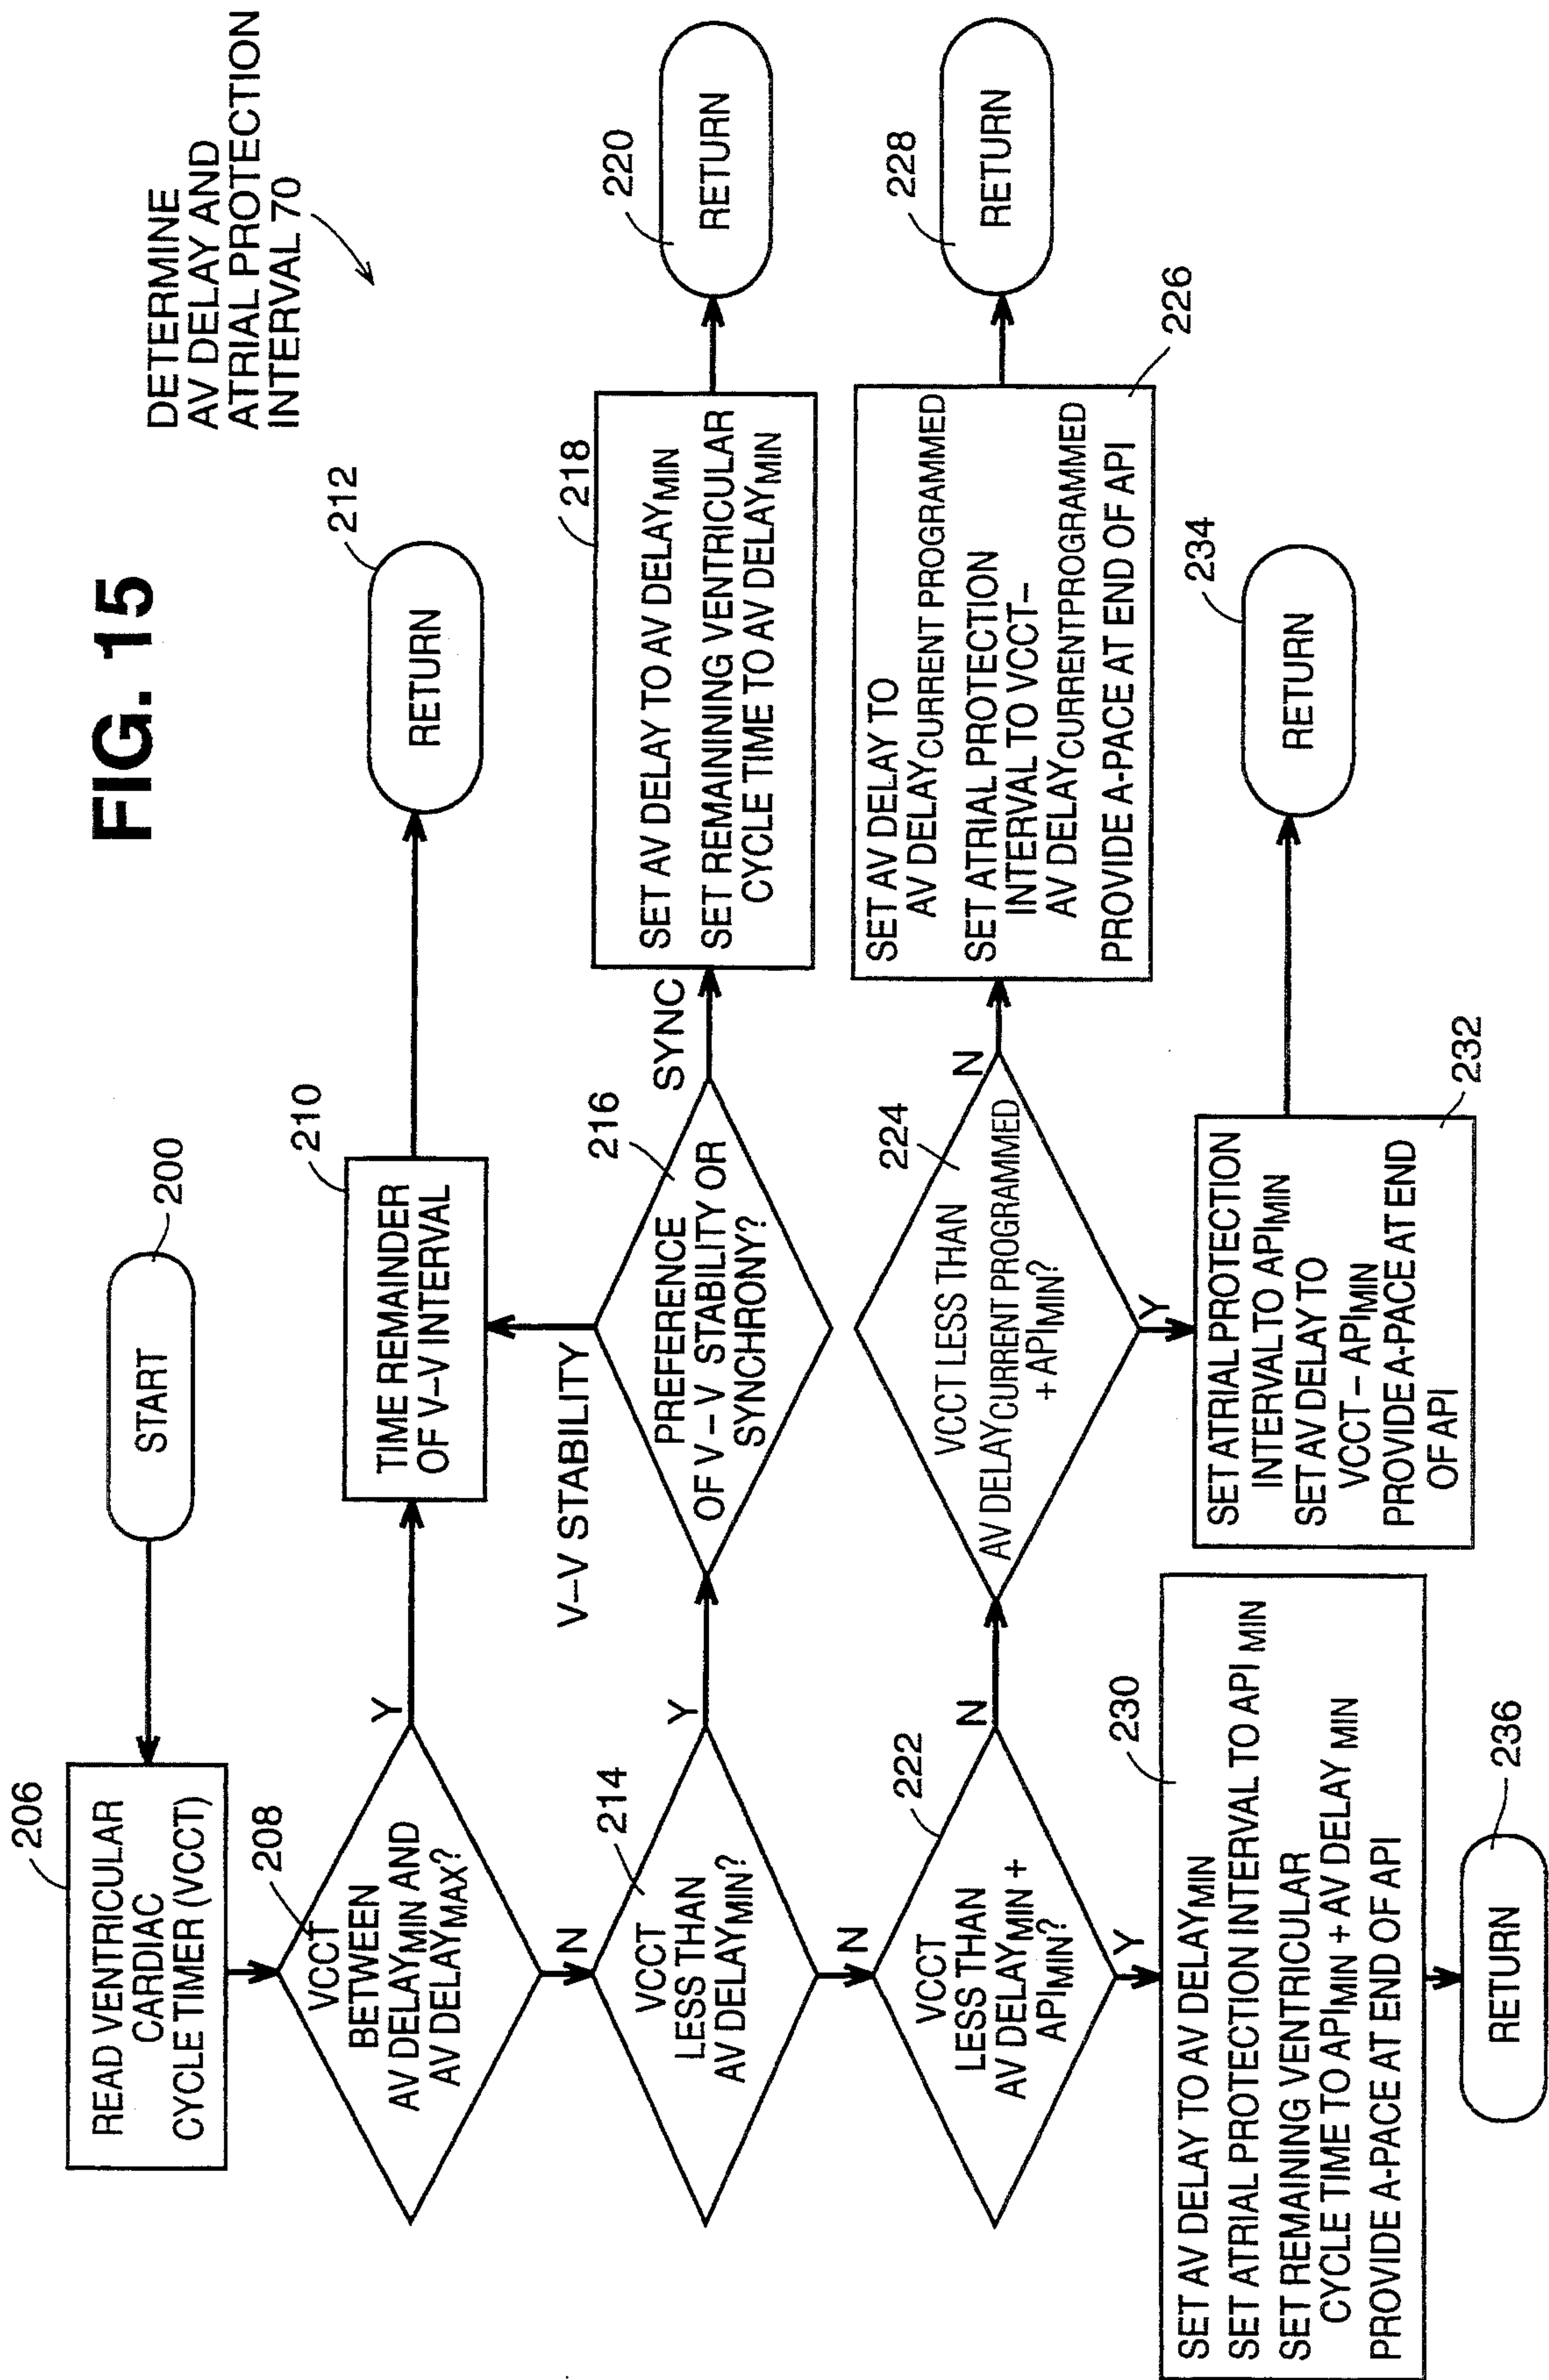 FIG. 15
DETERMINE
AV DELAY AND
ATRIAL PROTECTION
INTERVAL 70
START
200
206
READ VENTRICULAR
CARDIAC
CYCLE TIMER (VCCT)
208
VCCT
BETWEEN
AV DELAYMIN AND
AV DELAYMAX?
Y
N
210
TIME REMAINDER
OF V–V INTERVAL
212
RETURN
214
VCCT
LESS THAN
AV DELAYMIN?
Y
N
V–V STABILITY
216
PREFERENCE
OF V – V STABILITY OR
SYNCHRONY?
SYNC
218
SET AV DELAY TO AV DELAYMIN
SET REMAINING VENTRICULAR
CYCLE TIME TO AV DELAYMIN
220
RETURN
222
VCCT
LESS THAN
AV DELAYMIN +
APIMIN?
N
Y
224
VCCT LESS THAN
AV DELAYCURRENT PROGRAMMED
+ APIMIN?
N
Y
SET AV DELAY TO
AV DELAYCURRENT PROGRAMMED
SET ATRIAL PROTECTION
INTERVAL TO VCCT–
AV DELAYCURRENTPROGRAMMED
PROVIDE A-PACE AT END OF API
226
228
RETURN
230
SET AV DELAY TO AV DELAYMIN
SET ATRIAL PROTECTION INTERVAL TO API MIN
SET REMAINING VENTRICULAR
CYCLE TIME TO APIMIN + AV DELAY MIN
PROVIDE A-PACE AT END OF API
236
RETURN
SET ATRIAL PROTECTION
INTERVAL TO APIMIN
SET AV DELAY TO
VCCT – APIMIN
PROVIDE A-PACE AT END
OF API
232
234
RETURN